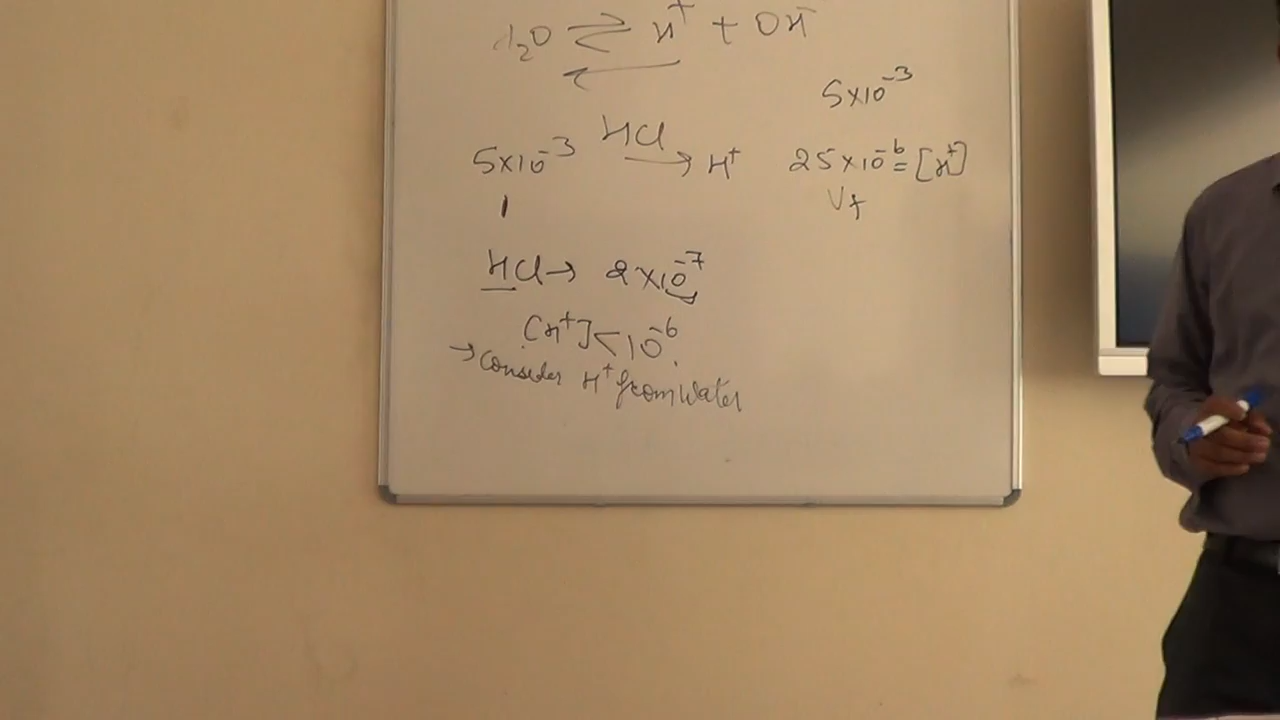 H₂O ⇌ H⁺ + OH⁻
←
5×10⁻³
5×10⁻³ HCl → H⁺
25×10⁻⁶ = [H⁺]
1
Vf
HCl → 2×10⁻⁷
[H⁺] < 10⁻⁶
→ Consider H⁺ from water